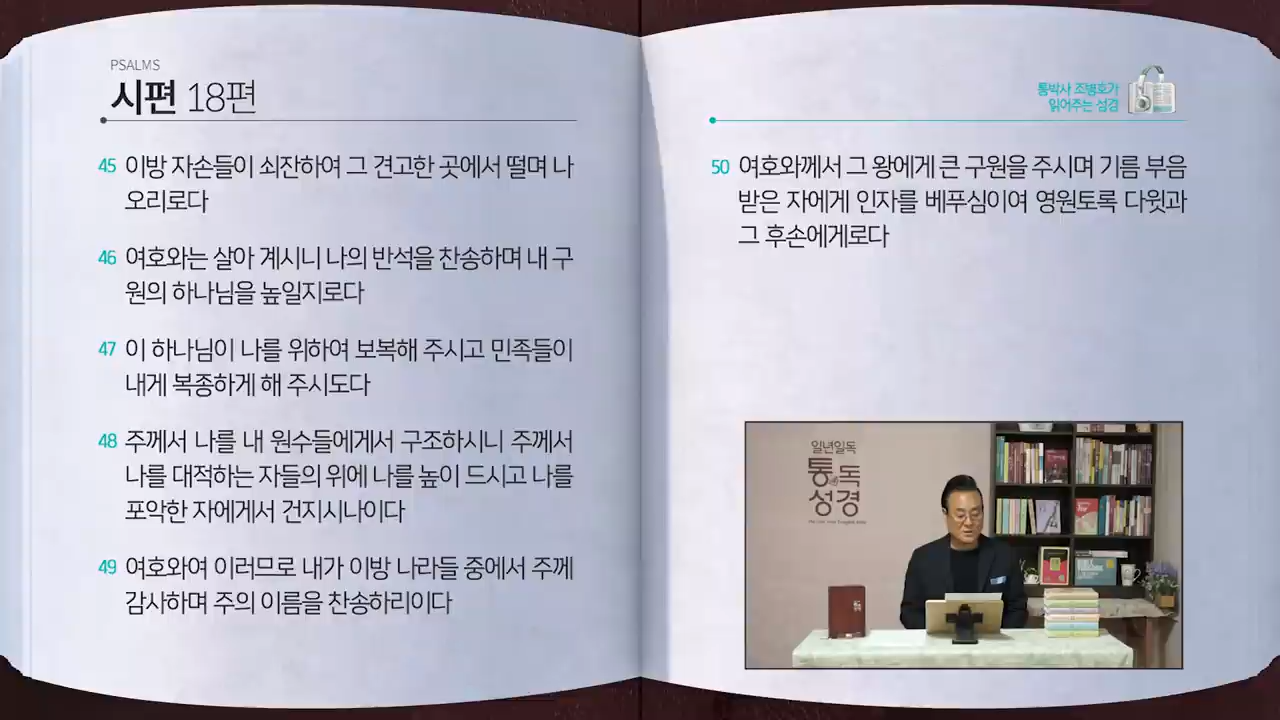 PSALMS
시편 18편
45 이방 자손들이 쇠잔하여 그 견고한 곳에서 떨며 나
오리로다
46 여호와는 살아 계시니 나의 반석을 찬송하며 내 구
원의 하나님을 높일지로다
47 이 하나님이 나를 위하여 보복해 주시고 민족들이
내게 복종하게 해 주시도다
48 주께서 나를 내 원수들에게서 구조하시니 주께서
나를 대적하는 자들의 위에 나를 높이 드시고 나를
포악한 자에게서 건지시나이다
49 여호와여 이러므로 내가 이방 나라들 중에서 주께
감사하며 주의 이름을 찬송하리이다
통박사 조병호가
읽어주는 성경
50 여호와께서 그 왕에게 큰 구원을 주시며 기름 부음
받은 자에게 인자를 베푸심이여 영원토록 다윗과
그 후손에게로다
일년일독
통독
성경